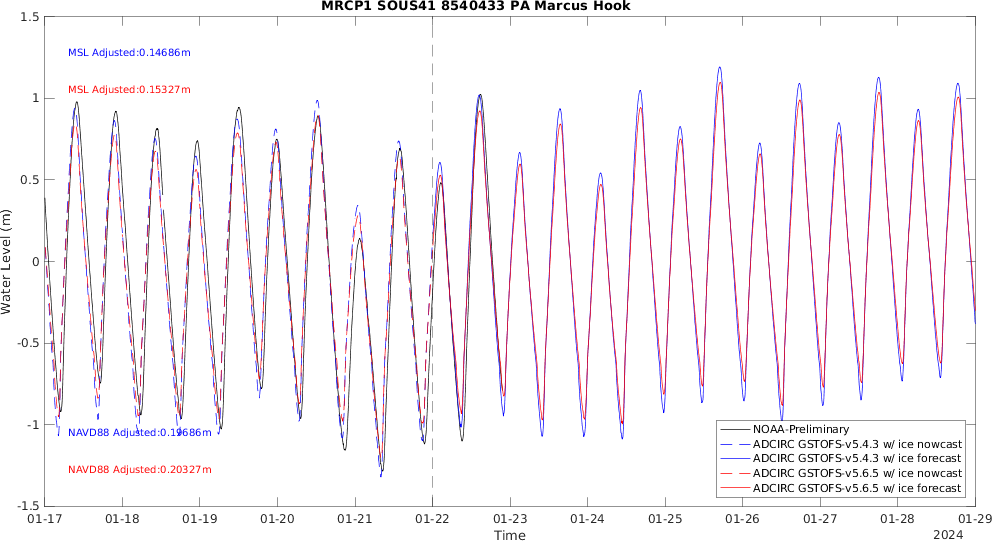 MRCP1 SOUS41 8540433 PA Marcus Hook
1.5
1
0.5
0
-0.5
-1
-1.5
Water Level (m)
MSL Adjusted:0.14686m
MSL Adjusted:0.15327m
NAVD88 Adjusted:0.19686m
NAVD88 Adjusted:0.20327m
NOAA-Preliminary
ADCIRC GSTOFS-v5.4.3 w/ ice nowcast
ADCIRC GSTOFS-v5.4.3 w/ ice forecast
ADCIRC GSTOFS-v5.6.5 w/ ice nowcast
ADCIRC GSTOFS-v5.6.5 w/ ice forecast
01-17 01-18 01-19 01-20 01-21 01-22 01-23 01-24 01-25 01-26 01-27 01-28 01-29
Time
2024